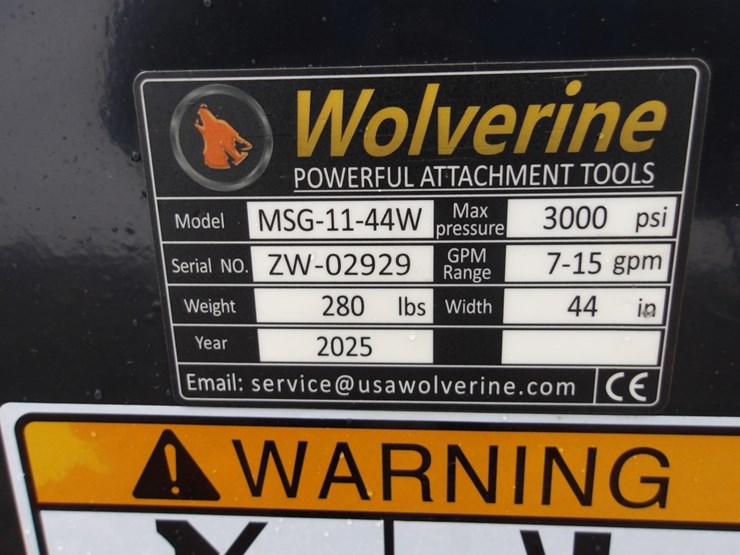 Wolverine
POWERFUL ATTACHMENT TOOLS
Model MSG-11-44W Max pressure 3000 psi
Serial NO. ZW-02929 GPM Range 7-15 gpm
Weight 280 lbs Width 44 in
Year 2025
Email: service@usawolverine.com CE
WARNING